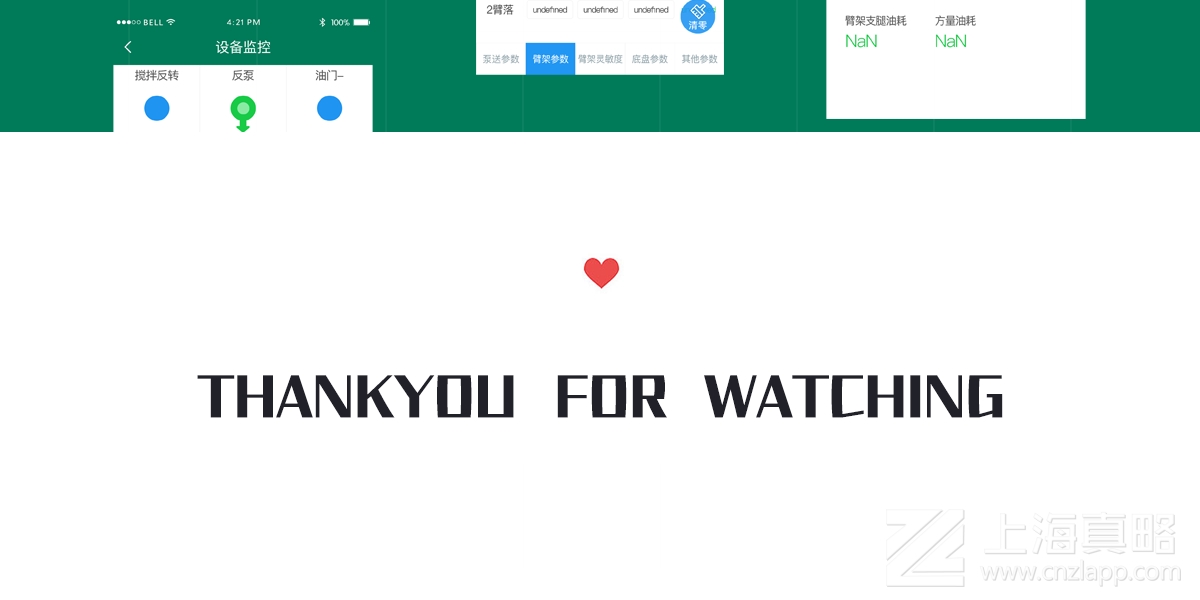 BELL 4:21 PM 100%
设备监控
搅拌反转 反泵 油门-
2臂落 undefined undefined undefined
清零
泵送参数 臂架参数 臂架灵敏度 底盘参数 其他参数
臂架支腿油耗 方量油耗
NaN NaN
THANKYOU FOR WATCHING
上海真略
www.cnzlapp.com